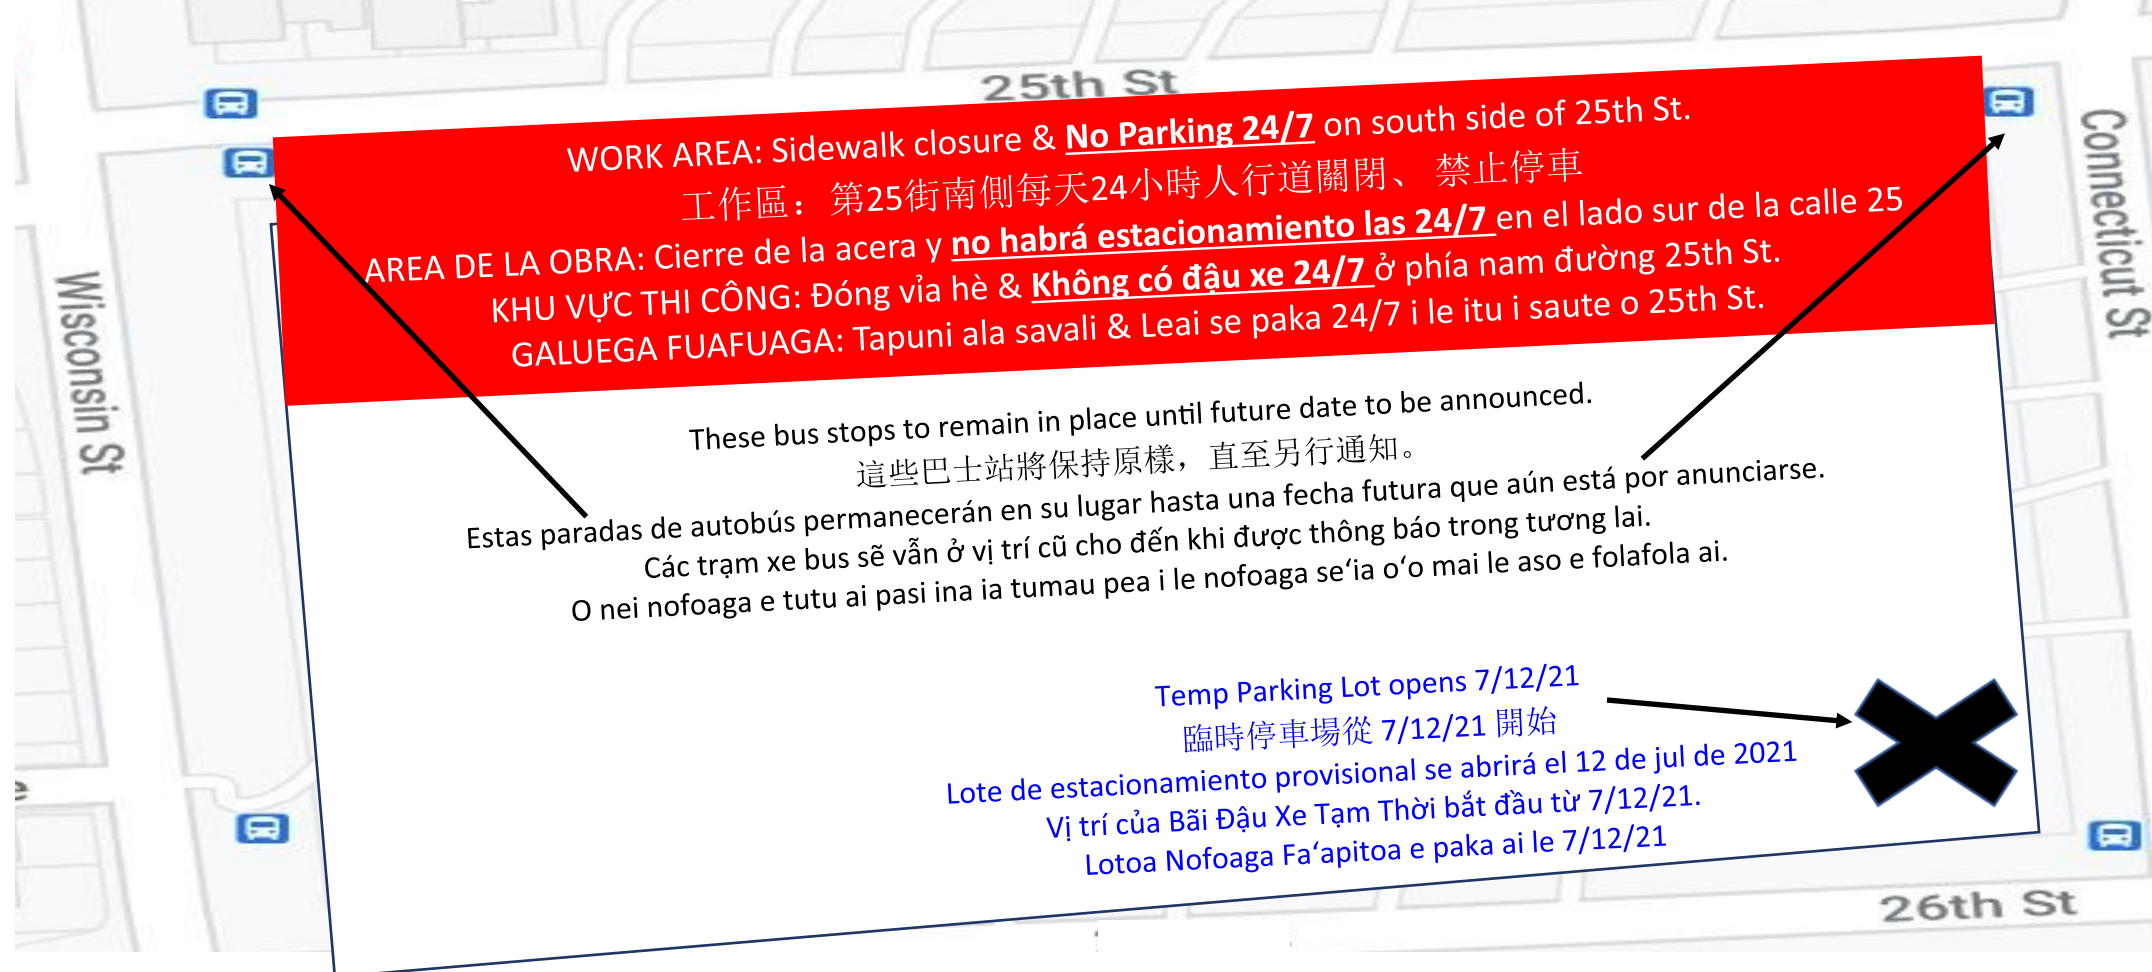 25th St
WORK AREA: Sidewalk closure & No Parking 24/7 on south side of 25th St.
工作區：第25街南側每天24小時人行道關閉、禁止停車
AREA DE LA OBRA: Cierre de la acera y no habrá estacionamiento las 24/7 en el lado sur de la calle 25
KHU VỰC THI CÔNG: Đóng vỉa hè & Không có đậu xe 24/7 ở phía nam đường 25th St.
GALUEGA FUAFUAGA: Tapuni ala savali & Leai se paka 24/7 i le itu i saute o 25th St.
Wisconsin St
Connecticut St
These bus stops to remain in place until future date to be announced.
這些巴士站將保持原樣，直至另行通知。
Estas paradas de autobús permanecerán en su lugar hasta una fecha futura que aún está por anunciarse.
Các trạm xe bus sẽ vẫn ở vị trí cũ cho đến khi được thông báo trong tương lai.
O nei nofoaga e tutu ai pasi ina ia tumau pea i le nofoaga se‘ia o‘o mai le aso e folafola ai.
Temp Parking Lot opens 7/12/21
臨時停車場從 7/12/21 開始
Lote de estacionamiento provisional se abrirá el 12 de jul de 2021
Vị trí của Bãi Đậu Xe Tạm Thời bắt đầu từ 7/12/21.
Lotoa Nofoaga Fa‘apitoa e paka ai le 7/12/21
26th St